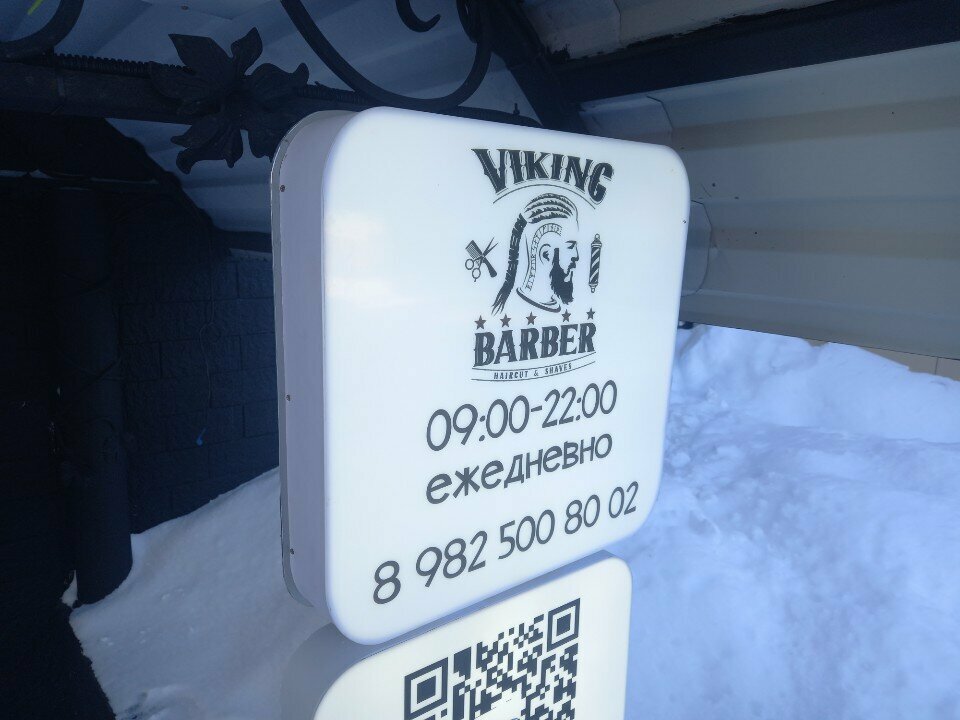 VIKING
BARBER
HAIRCUT & SHAVES
09:00-22:00
ежедневно
8 982 500 80 02